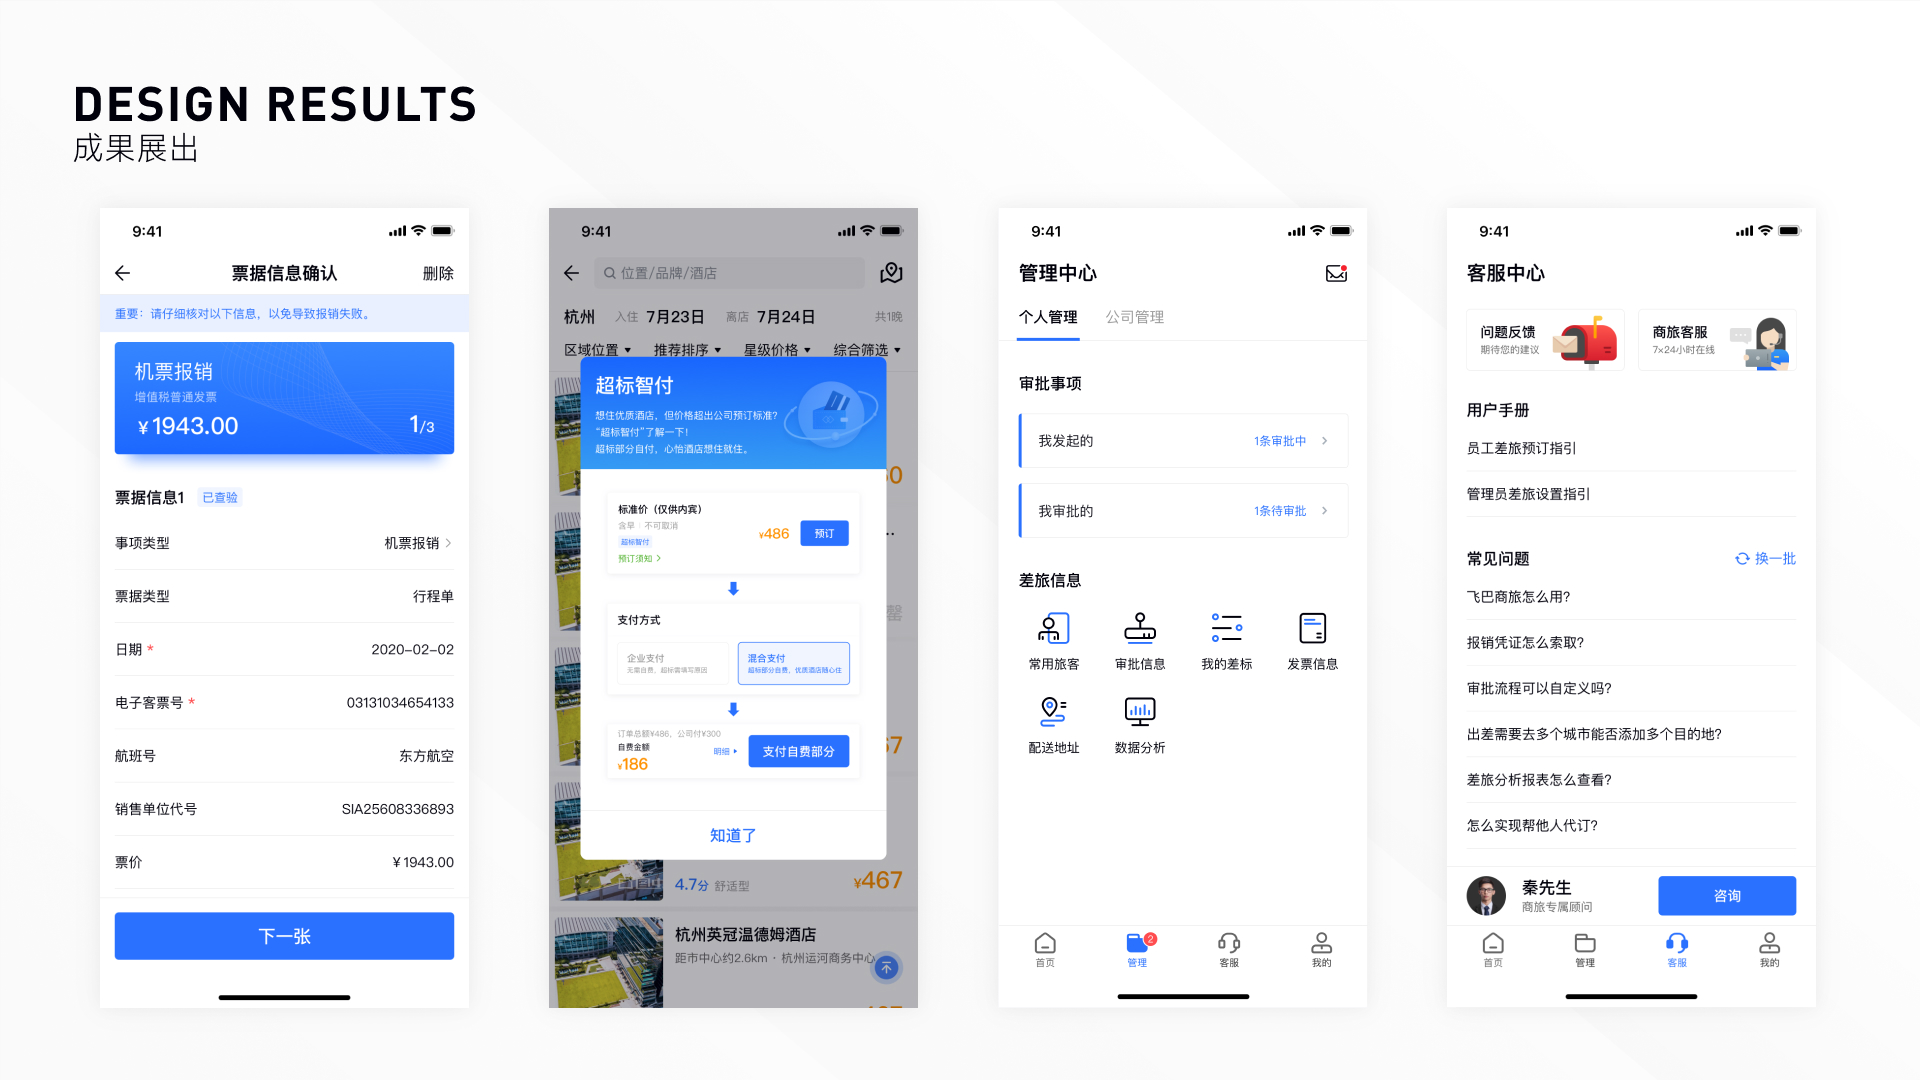 DESIGN RESULTS
成果展出
9:41
票据信息确认
删除
重要：请仔细核对以下信息，以免导致报销失败。
机票报销
增值税普通发票
¥1943.00
1/3
票据信息1 已查验
事项类型 机票报销
票据类型 行程单
日期 * 2020-02-02
电子客票号 * 03131034654133
航班号 东方航空
销售单位代号 SIA25608336893
票价 ¥1943.00
下一张
9:41
位置/品牌/酒店
杭州 入住 7月23日 离店 7月24日 共1晚
区域位置 推荐排序 星级价格 综合筛选
超标智付
想住优质酒店，但价格超出公司预订标准？
“超标智付”了解一下！
超标部分自付，心怡酒店想住就住。
标准价（仅供内宾）
含早 不可取消
超标智付
预订须知
¥486
预订
支付方式
企业支付
无需自费，超标需填写原因
混合支付
超标部分自费，优质酒店随心住
订单总额¥486，公司付¥300
自费金额
¥186
明细
支付自费部分
知道了
4.7分 舒适型
¥467
杭州英冠温德姆酒店
距市中心约2.6km · 杭州运河商务中心
9:41
管理中心
个人管理 公司管理
审批事项
我发起的 1条审批中
我审批的 1条待审批
差旅信息
常用旅客 审批信息 我的差标 发票信息
配送地址 数据分析
2
首页 管理 客服 我的
9:41
客服中心
问题反馈
期待您的建议
商旅客服
7×24小时在线
用户手册
员工差旅预订指引
管理员差旅设置指引
常见问题 换一批
飞巴商旅怎么用？
报销凭证怎么索取？
审批流程可以自定义吗？
出差需要去多个城市能否添加多个目的地？
差旅分析报表怎么查看？
怎么实现帮他人代订？
秦先生
商旅专属顾问
咨询
首页 管理 客服 我的